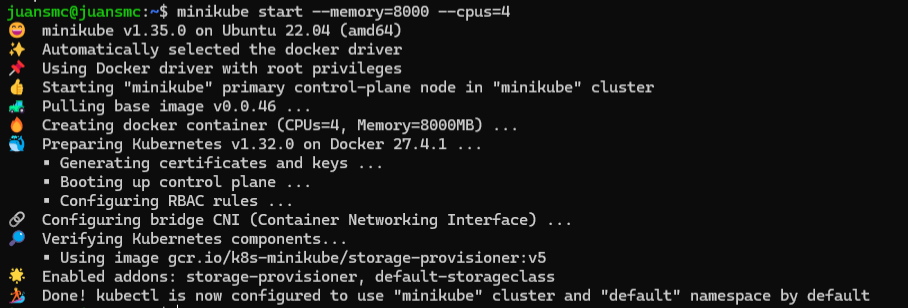 juansmc@juansmc:~$ minikube start --memory=8000 --cpus=4
😄 minikube v1.35.0 on Ubuntu 22.04 (amd64)
✨ Automatically selected the docker driver
📌 Using Docker driver with root privileges
👍 Starting "minikube" primary control-plane node in "minikube" cluster
🚜 Pulling base image v0.0.46 ...
🔥 Creating docker container (CPUs=4, Memory=8000MB) ...
🐳 Preparing Kubernetes v1.32.0 on Docker 27.4.1 ...
▪ Generating certificates and keys ...
▪ Booting up control plane ...
▪ Configuring RBAC rules ...
🔗 Configuring bridge CNI (Container Networking Interface) ...
🔎 Verifying Kubernetes components...
▪ Using image gcr.io/k8s-minikube/storage-provisioner:v5
🌟 Enabled addons: storage-provisioner, default-storageclass
🏄 Done! kubectl is now configured to use "minikube" cluster and "default" namespace by default